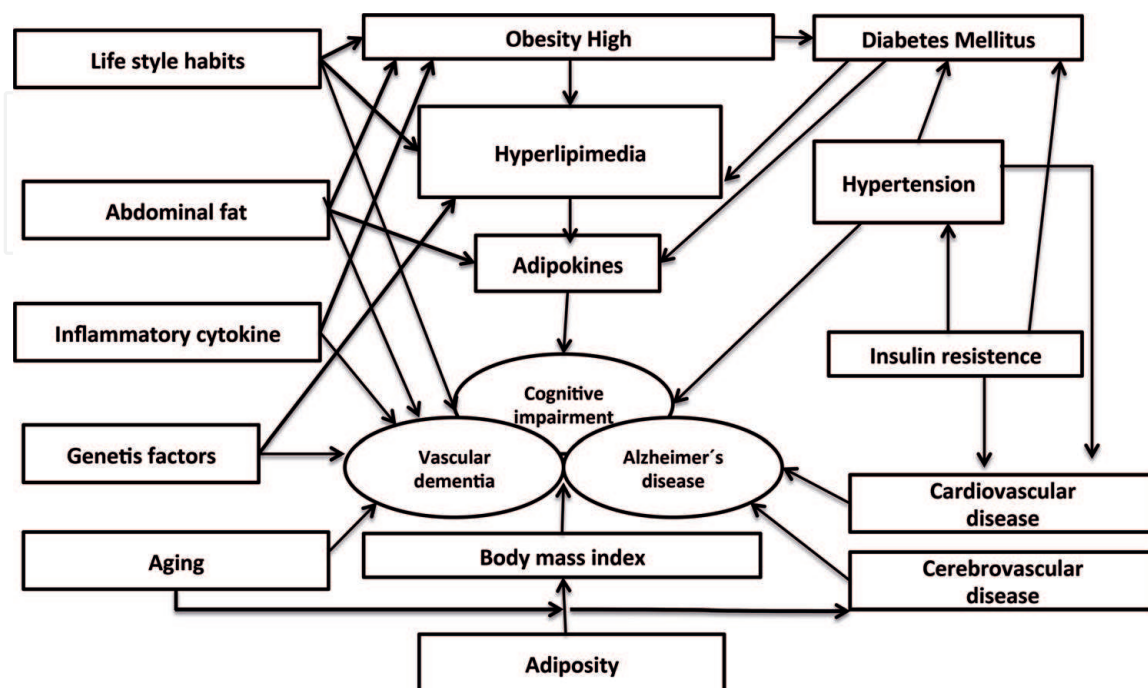 Life style habits
Obesity High
Diabetes Mellitus
Hyperlipimedia
Hypertension
Abdominal fat
Adipokines
Inflammatory cytokine
Insulin resistence
Cognitive
impairment
Genetis factors
Vascular
dementia
Alzheimer´s
disease
Cardiovascular
disease
Aging
Body mass index
Cerebrovascular
disease
Adiposity